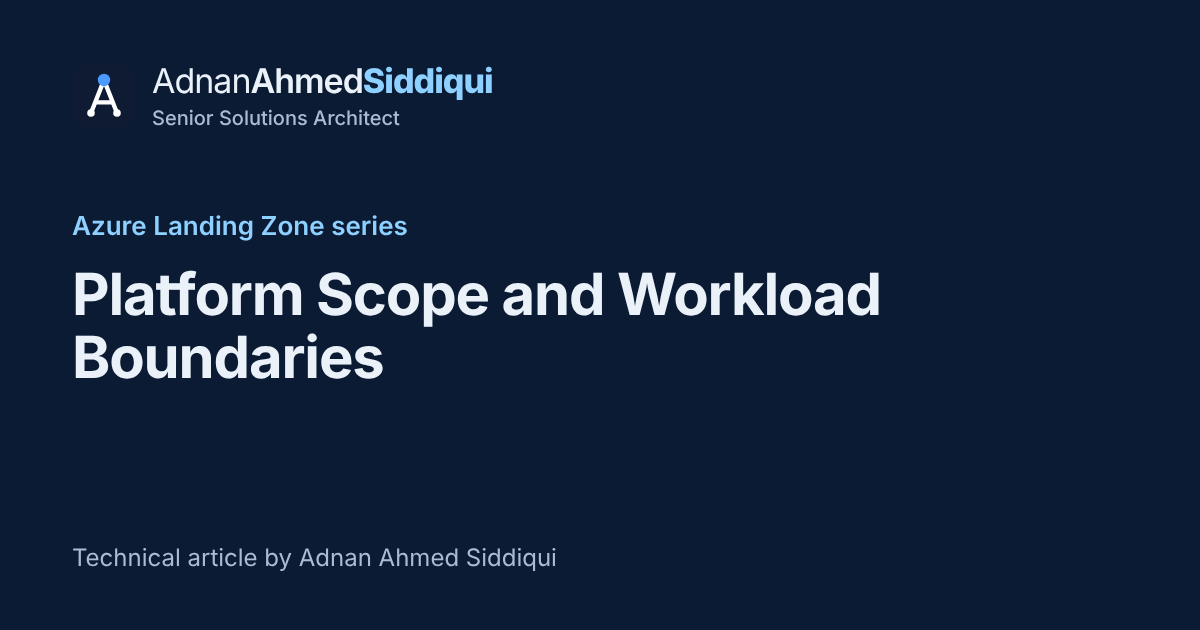 AdnanAhmedSiddiqui
Senior Solutions Architect
Azure Landing Zone series
Platform Scope and Workload
Boundaries
Technical article by Adnan Ahmed Siddiqui